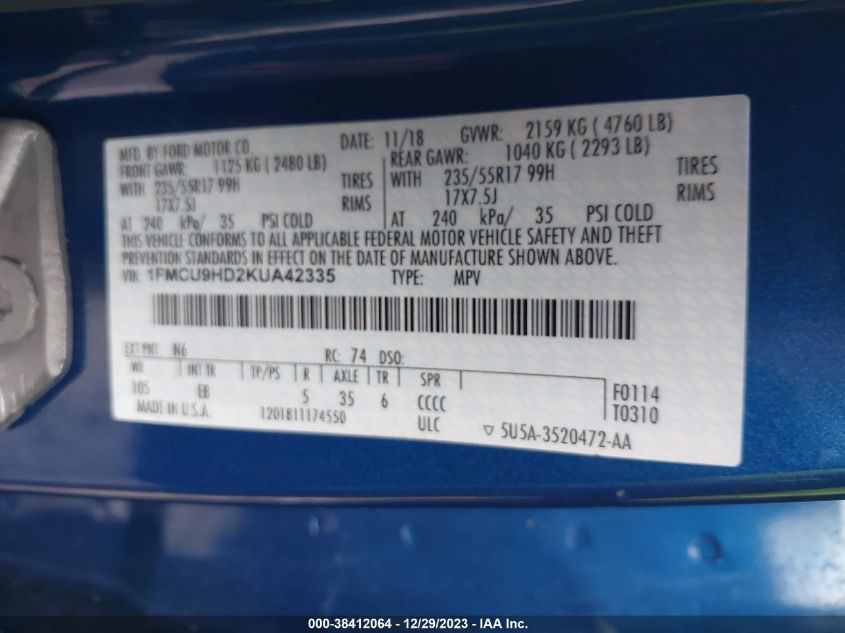 MFD. BY FORD MOTOR CO. DATE: 11/18 GVWR: 2159 KG ( 4760 LB)
FRONT GAWR: 1125 KG ( 2480 LB) REAR GAWR: 1040 KG ( 2293 LB)
WITH 235/55R17 99H TIRES WITH 235/55R17 99H TIRES
17X7.5J RIMS 17X7.5J RIMS
AT 240 kPa/ 35 PSI COLD AT 240 kPa/ 35 PSI COLD
THIS VEHICLE CONFORMS TO ALL APPLICABLE FEDERAL MOTOR VEHICLE SAFETY AND THEFT
PREVENTION STANDARDS IN EFFECT ON THE DATE OF MANUFACTURE SHOWN ABOVE.
VIN: 1FMCU9HD2KUA42335 TYPE: MPV
EXT PNT: N6 RC: 74 DSO:
WB INT TR TP/PS R AXLE TR SPR F0114
105 EB 5 35 6 CCCC T0310
MADE IN U.S.A. 1201811174550 ULC ▽ 5U5A-3520472-AA
000-38412064 - 12/29/2023 - IAA Inc.